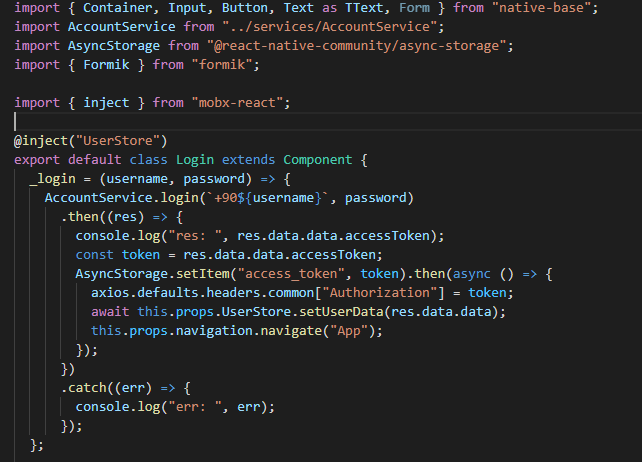 import { Container, Input, Button, Text as TText, Form } from "native-base";
import AccountService from "../services/AccountService";
import AsyncStorage from "@react-native-community/async-storage";
import { Formik } from "formik";
import { inject } from "mobx-react";
@inject("UserStore")
export default class Login extends Component {
  _login = (username, password) => {
    AccountService.login(`+90${username}`, password)
      .then((res) => {
        console.log("res: ", res.data.data.accessToken);
        const token = res.data.data.accessToken;
        AsyncStorage.setItem("access_token", token).then(async () => {
          axios.defaults.headers.common["Authorization"] = token;
          await this.props.UserStore.setUserData(res.data.data);
          this.props.navigation.navigate("App");
        });
      })
      .catch((err) => {
        console.log("err: ", err);
      });
  };